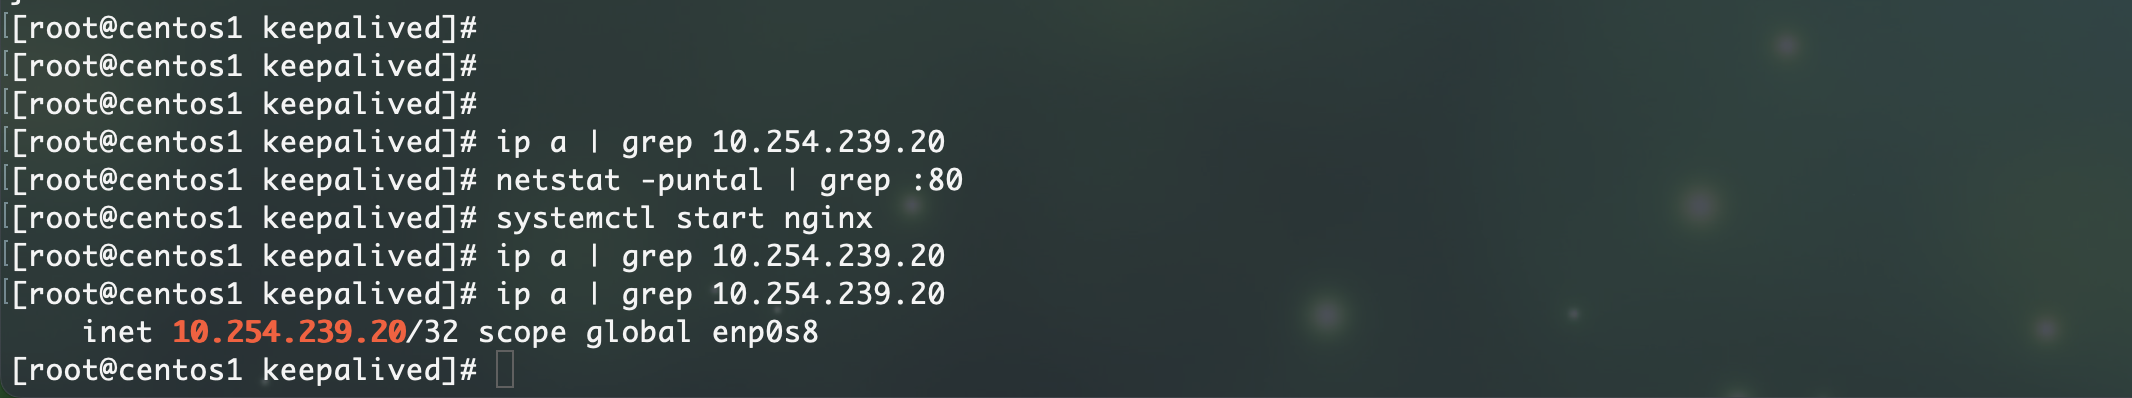 [root@centos1 keepalived]#
[root@centos1 keepalived]#
[root@centos1 keepalived]#
[root@centos1 keepalived]# ip a | grep 10.254.239.20
[root@centos1 keepalived]# netstat -puntal | grep :80
[root@centos1 keepalived]# systemctl start nginx
[root@centos1 keepalived]# ip a | grep 10.254.239.20
[root@centos1 keepalived]# ip a | grep 10.254.239.20
    inet 10.254.239.20/32 scope global enp0s8
[root@centos1 keepalived]#